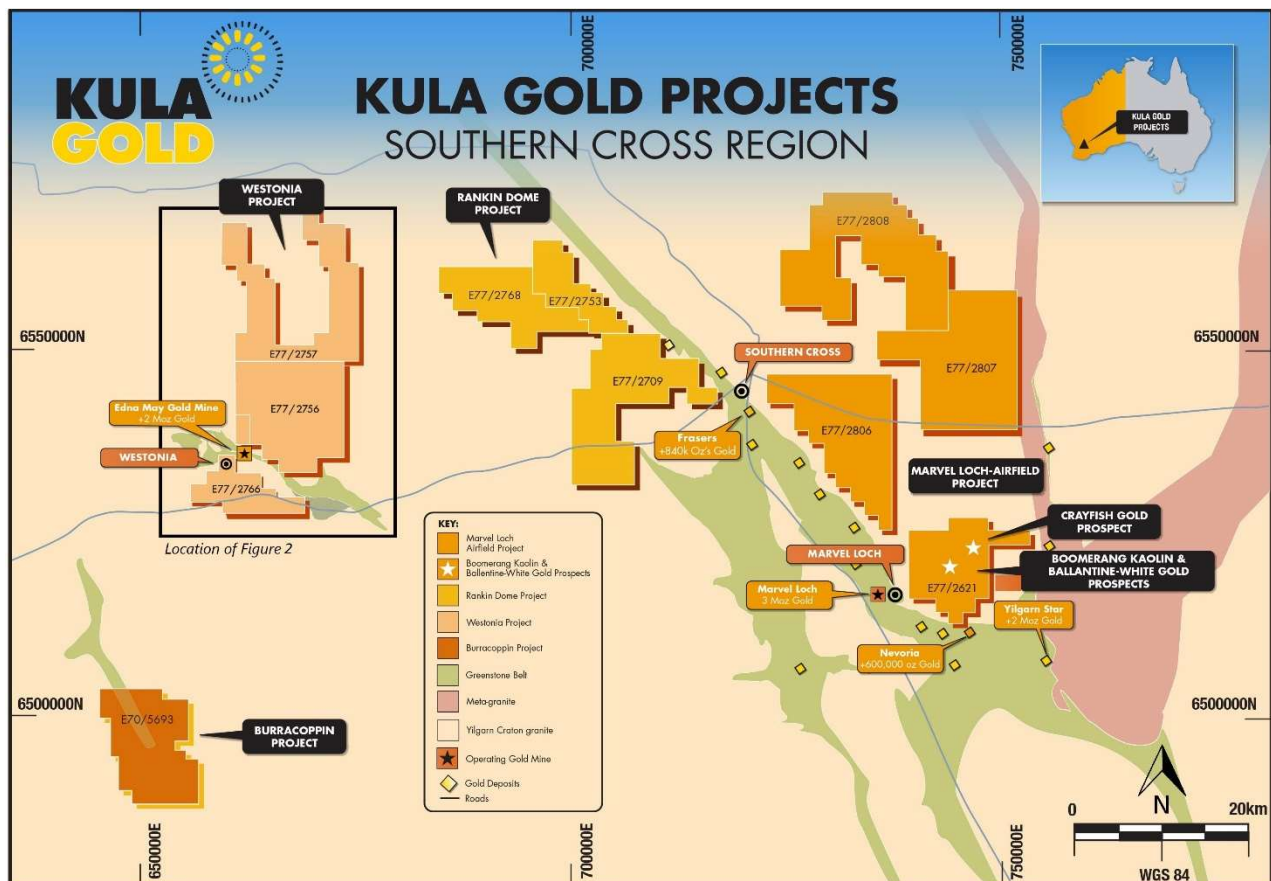 KULA
GOLD
KULA GOLD PROJECTS
SOUTHERN CROSS REGION
700000E
750000E
KULA GOLD
PROJECTS
WESTONIA
PROJECT
RANKIN DOME
PROJECT
E77/2808
E77/2768
E77/2753
6550000N
6550000N
E77/2757
SOUTHERN CROSS
E77/2807
E77/2709
E77/2756
Edna May Gold Mine
+2 Moz Gold
E77/2806
Frasers
+840k Oz's Gold
WESTONIA
E77/2766
MARVEL LOCH-AIRFIELD
PROJECT
Location of Figure 2
CRAYFISH GOLD
PROSPECT
MARVEL LOCH
BOOMERANG KAOLIN &
BALLANTINE-WHITE GOLD
PROSPECTS
E77/2621
Marvel Loch
3 Moz Gold
Yilgarn Star
+2 Moz Gold
Nevoria
+600,000 oz Gold
KEY:
Marvel Loch
Airfield Project
Boomerang Kaolin &
Ballantine-White Gold Prospects
Rankin Dome Project
Westonia Project
Burracoppin Project
Greenstone Belt
Meta-granite
Yilgarn Craton granite
Operating Gold Mine
Gold Deposits
Roads
6500000N
6500000N
E70/5693
BURRACOPPIN
PROJECT
650000E
700000E
750000E
N
0
20km
WGS 84